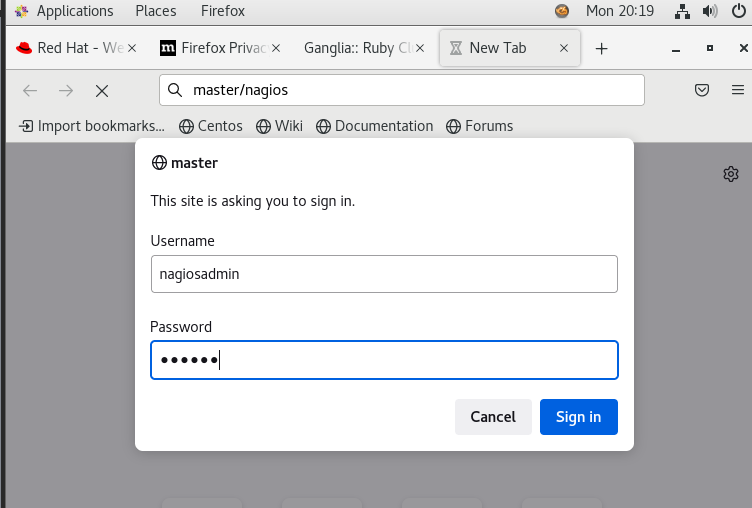 Applications Places Firefox Mon 20:19
Red Hat - We Firefox Privac Ganglia:: Ruby Cl New Tab
master/nagios
Import bookmarks... Centos Wiki Documentation Forums
master
This site is asking you to sign in.
Username
nagiosadmin
Password
••••••
Cancel Sign in